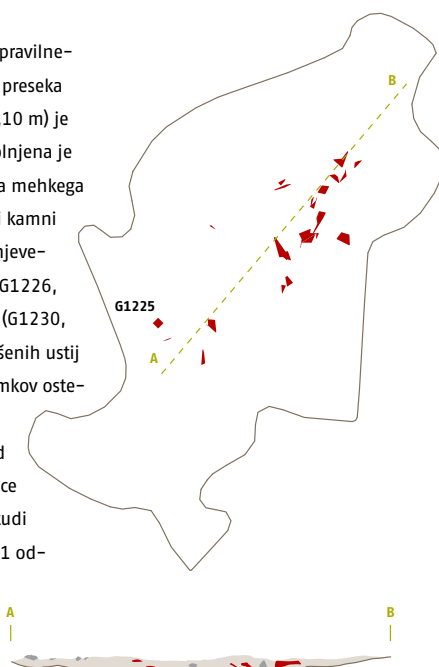 pravilne-
preseka
10 m) je
lnjena je
a mehkega
i kamni
njeve-
G1226,
(G1230,
šenih ustij
mkov oste-
d
ce
tudi
1 od-
B
G1225
A
A
B